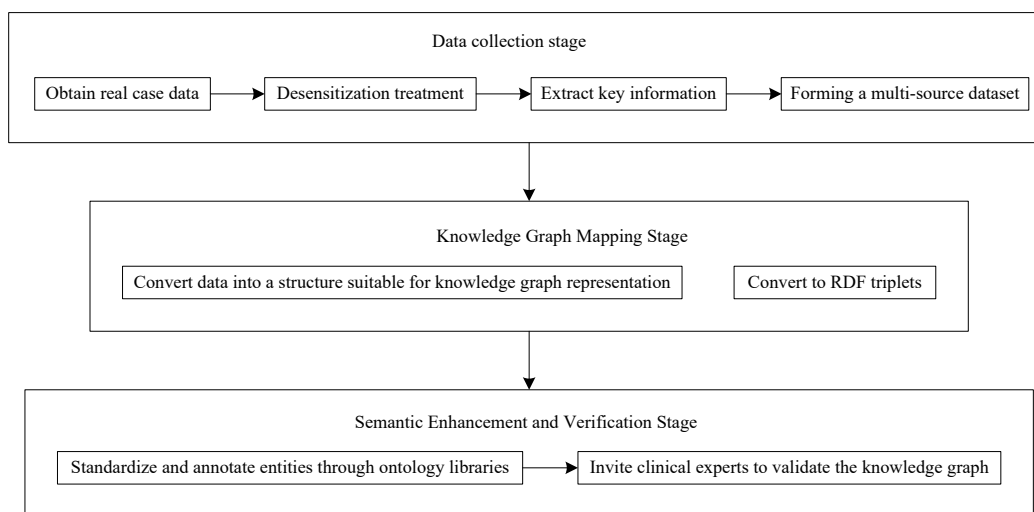 Data collection stage
Obtain real case data
Desensitization treatment
Extract key information
Forming a multi-source dataset
Knowledge Graph Mapping Stage
Convert data into a structure suitable for knowledge graph representation
Convert to RDF triplets
Semantic Enhancement and Verification Stage
Standardize and annotate entities through ontology libraries
Invite clinical experts to validate the knowledge graph